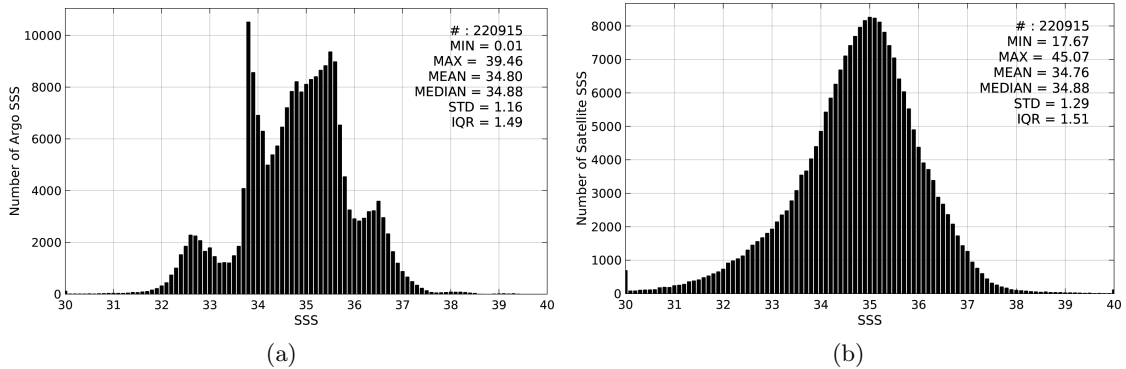 10000
8000
6000
4000
2000
0
Number of Argo SSS
# : 220915
MIN = 0.01
MAX = 39.46
MEAN = 34.80
MEDIAN = 34.88
STD = 1.16
IQR = 1.49
30 31 32 33 34 35 36 37 38 39 40
SSS
(a)
8000
7000
6000
5000
4000
3000
2000
1000
0
Number of Satellite SSS
# : 220915
MIN = 17.67
MAX = 45.07
MEAN = 34.76
MEDIAN = 34.88
STD = 1.29
IQR = 1.51
30 31 32 33 34 35 36 37 38 39 40
SSS
(b)